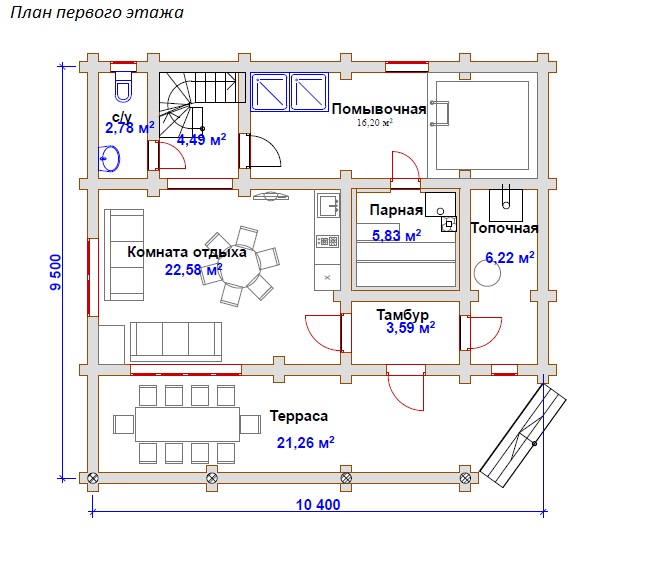 План первого этажа
с/у
2,78 м²
4,49 м²
Помывочная
16,20 м²
Парная
5,83 м²
Топочная
6,22 м²
Комната отдыха
22,58 м²
Тамбур
3,59 м²
Терраса
21,26 м²
9 500
10 400